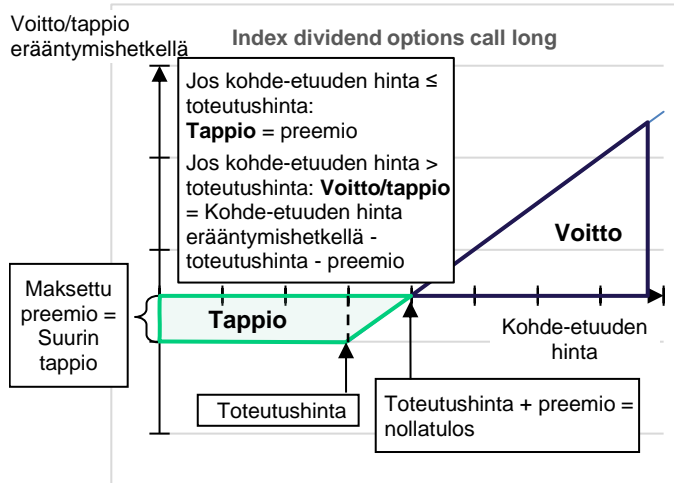 Voitto/tappio
erääntymishetkellä
Index dividend options call long
Jos kohde-etuuden hinta ≤
toteutushinta:
Tappio = preemio
Jos kohde-etuuden hinta >
toteutushinta: Voitto/tappio
= Kohde-etuuden hinta
erääntymishetkellä -
toteutushinta - preemio
Voitto
Maksettu
preemio =
Suurin
tappio
Tappio
Kohde-etuuden
hinta
Toteutushinta
Toteutushinta + preemio =
nollatulos